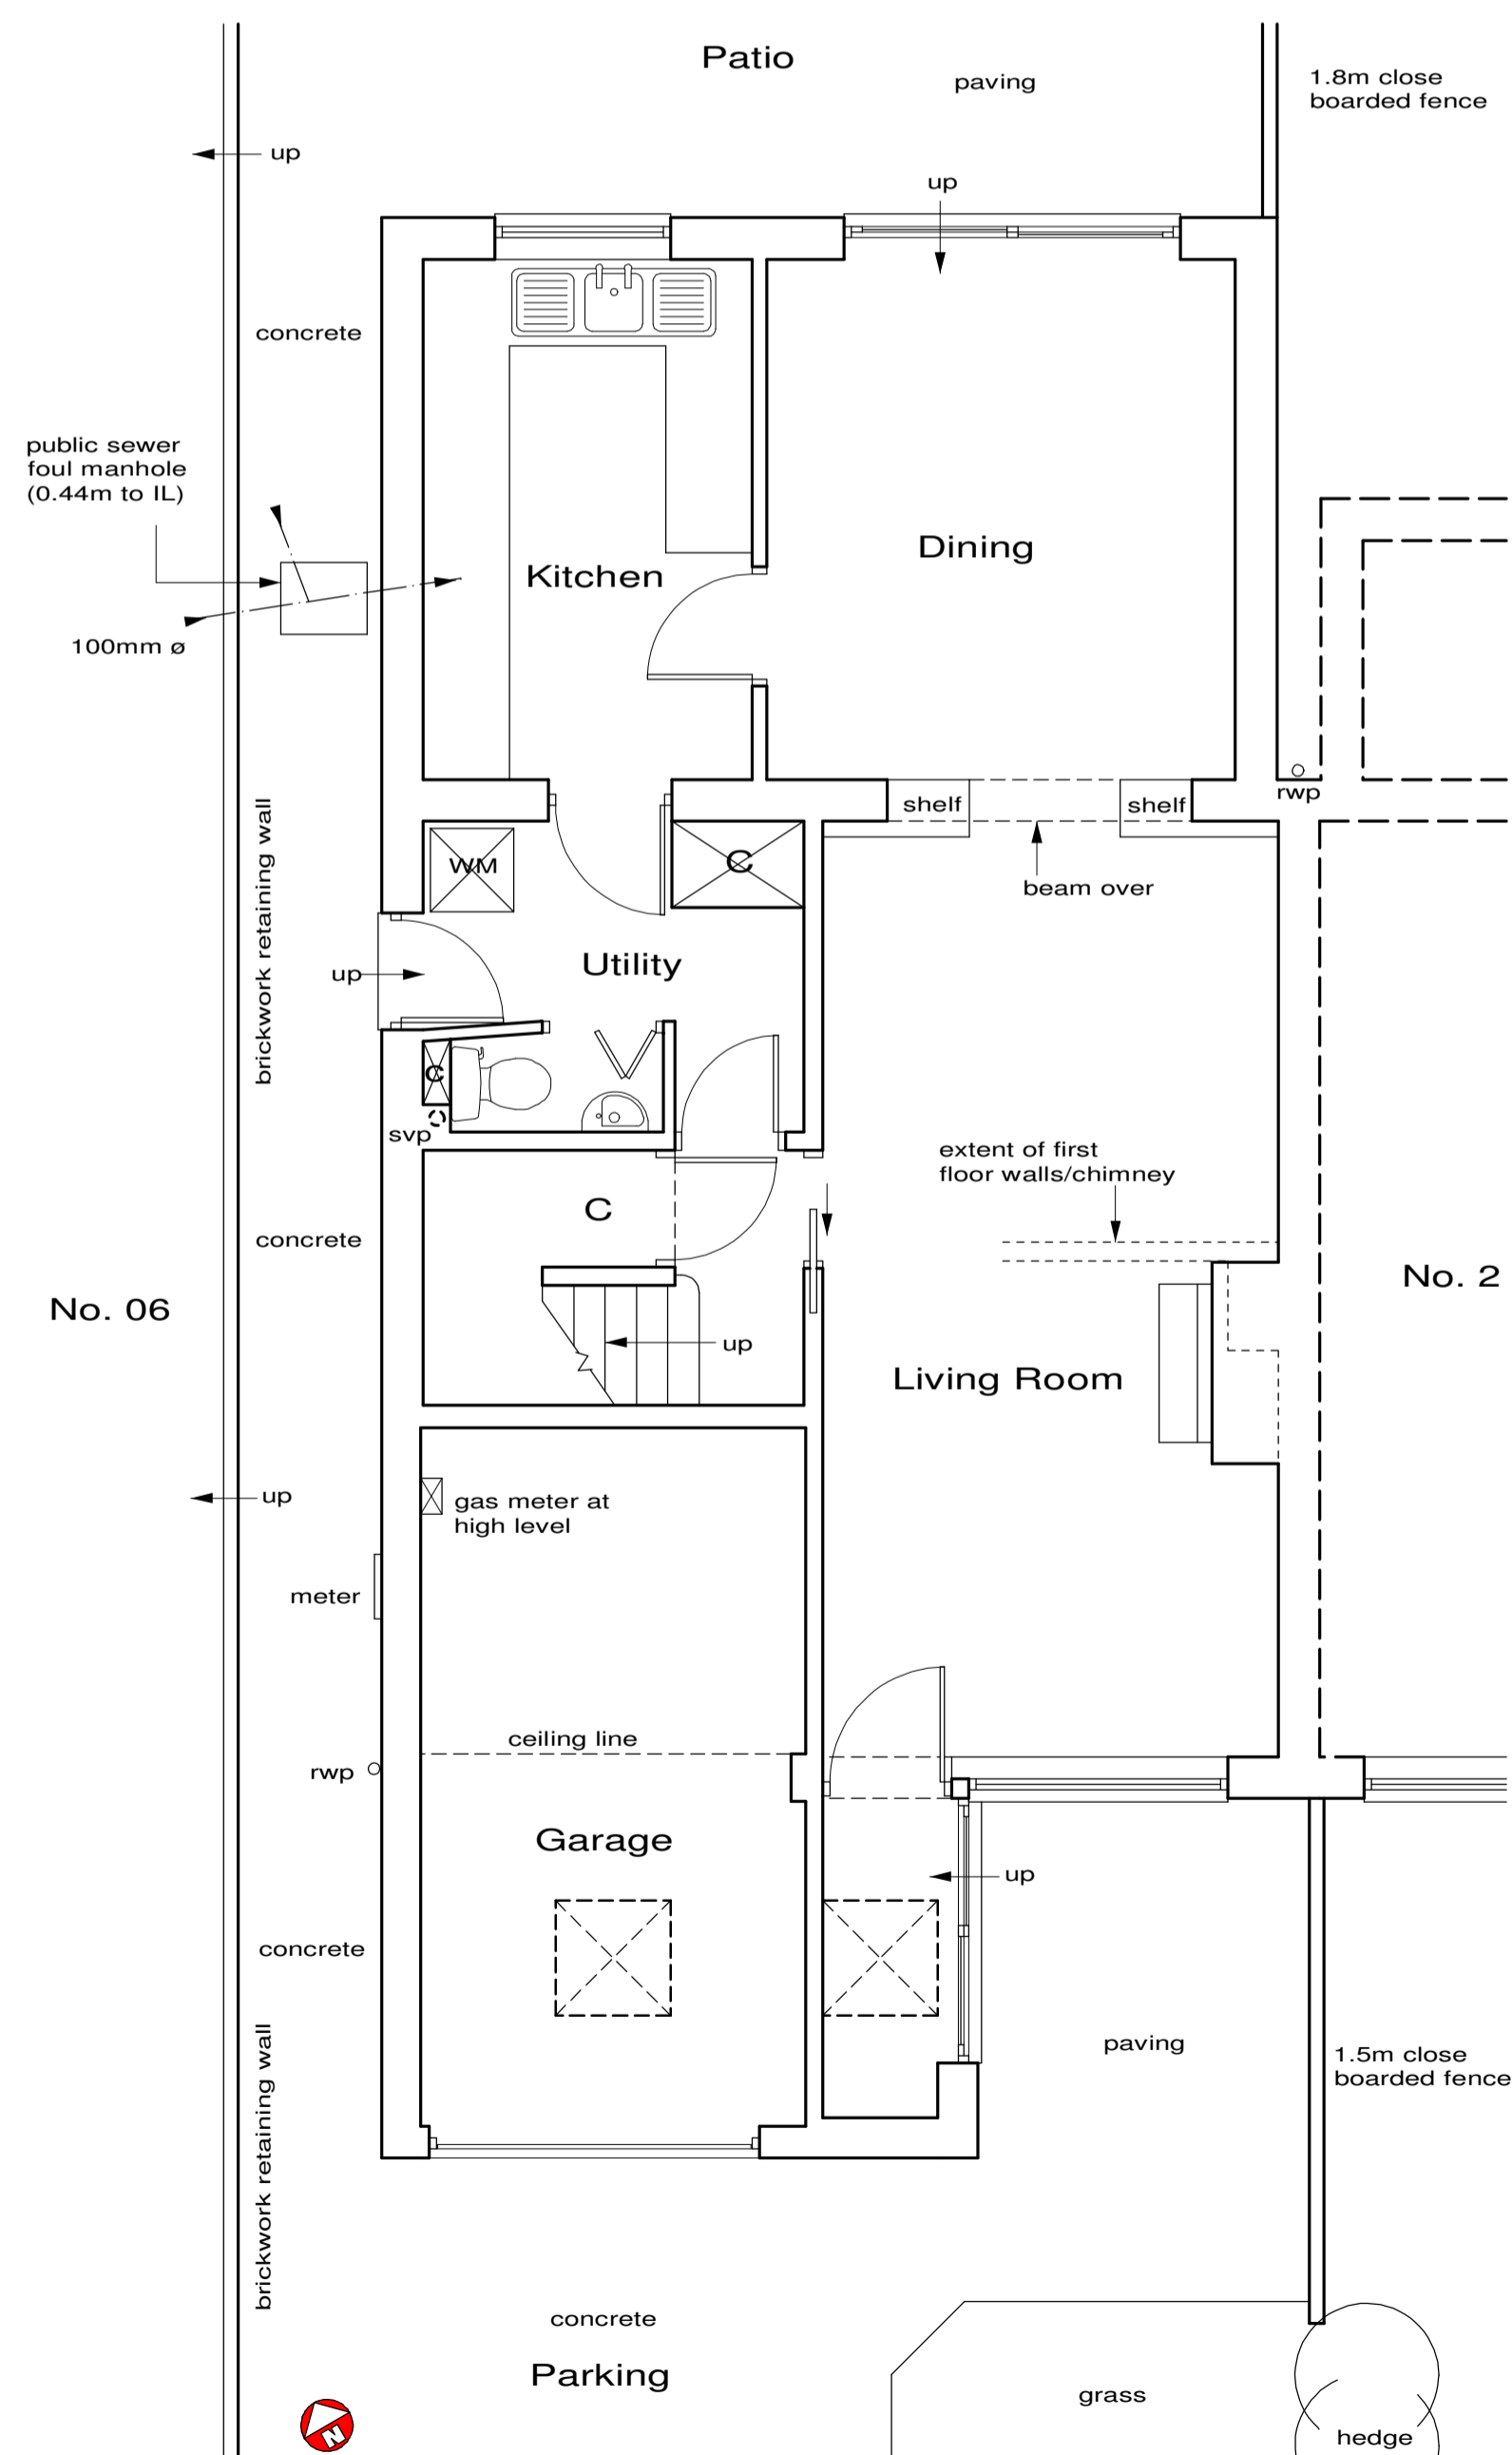 Patio
paving
1.8m close
boarded fence
up
up
concrete
public sewer
foul manhole
(0.44m to IL)
100mm ø
Kitchen
Dining
brickwork retaining wall
shelf
shelf
rwp
WM
C
beam over
up
Utility
C
svp
extent of first
floor walls/chimney
C
concrete
No. 06
No. 2
up
Living Room
up
gas meter at
high level
meter
ceiling line
rwp
Garage
up
concrete
brickwork retaining wall
paving
1.5m close
boarded fence
concrete
Parking
grass
hedge
N